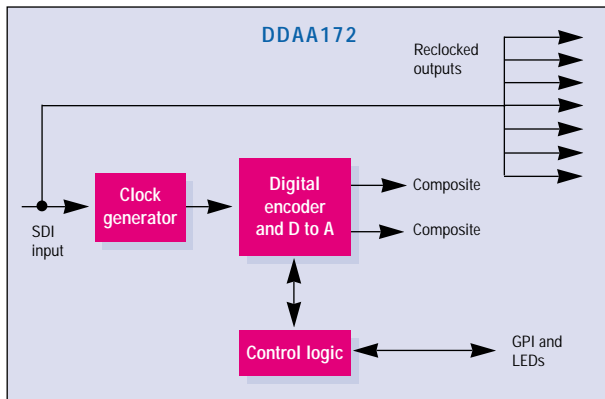 DDAA172
Reclocked
outputs
SDI
input
Clock
generator
Digital
encoder
and D to A
Composite
Composite
Control logic
GPI and
LEDs